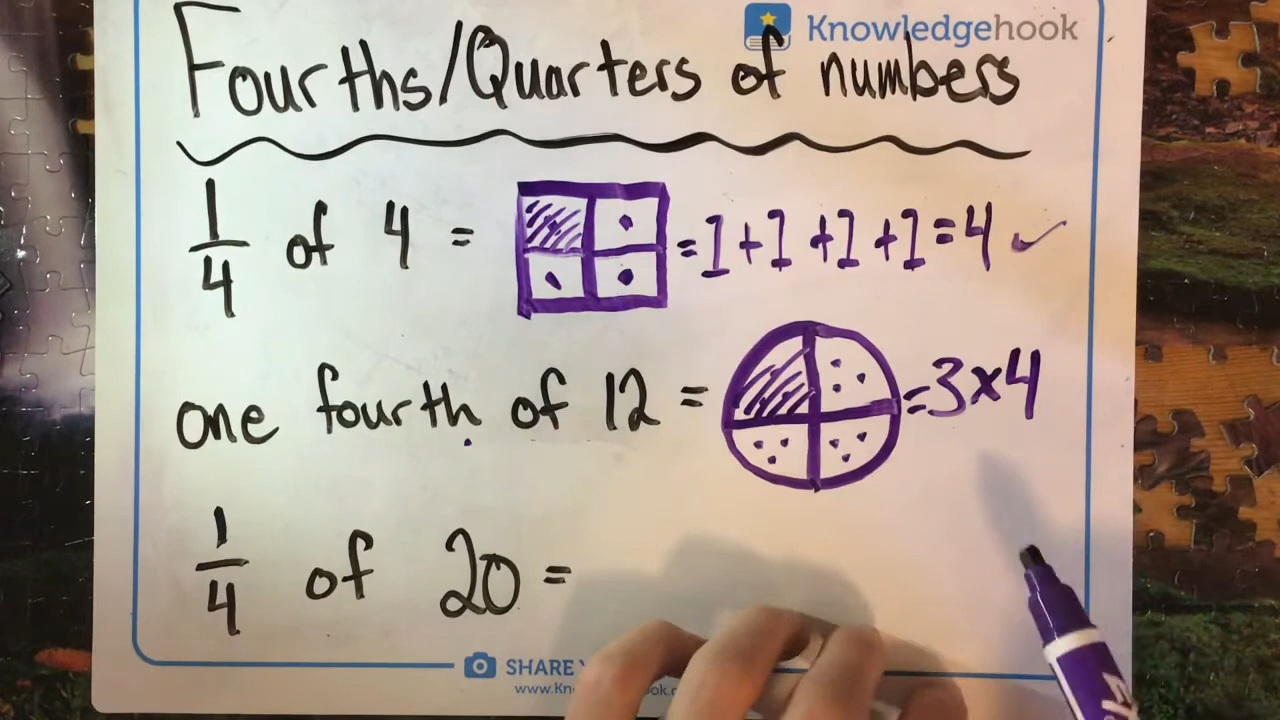 Knowledgehook
Fourths/Quarters of numbers
1/4 of 4 = = 1+1+1+1=4 ✓
one fourth of 12 = =3x4
1/4 of 20 =
SHARE